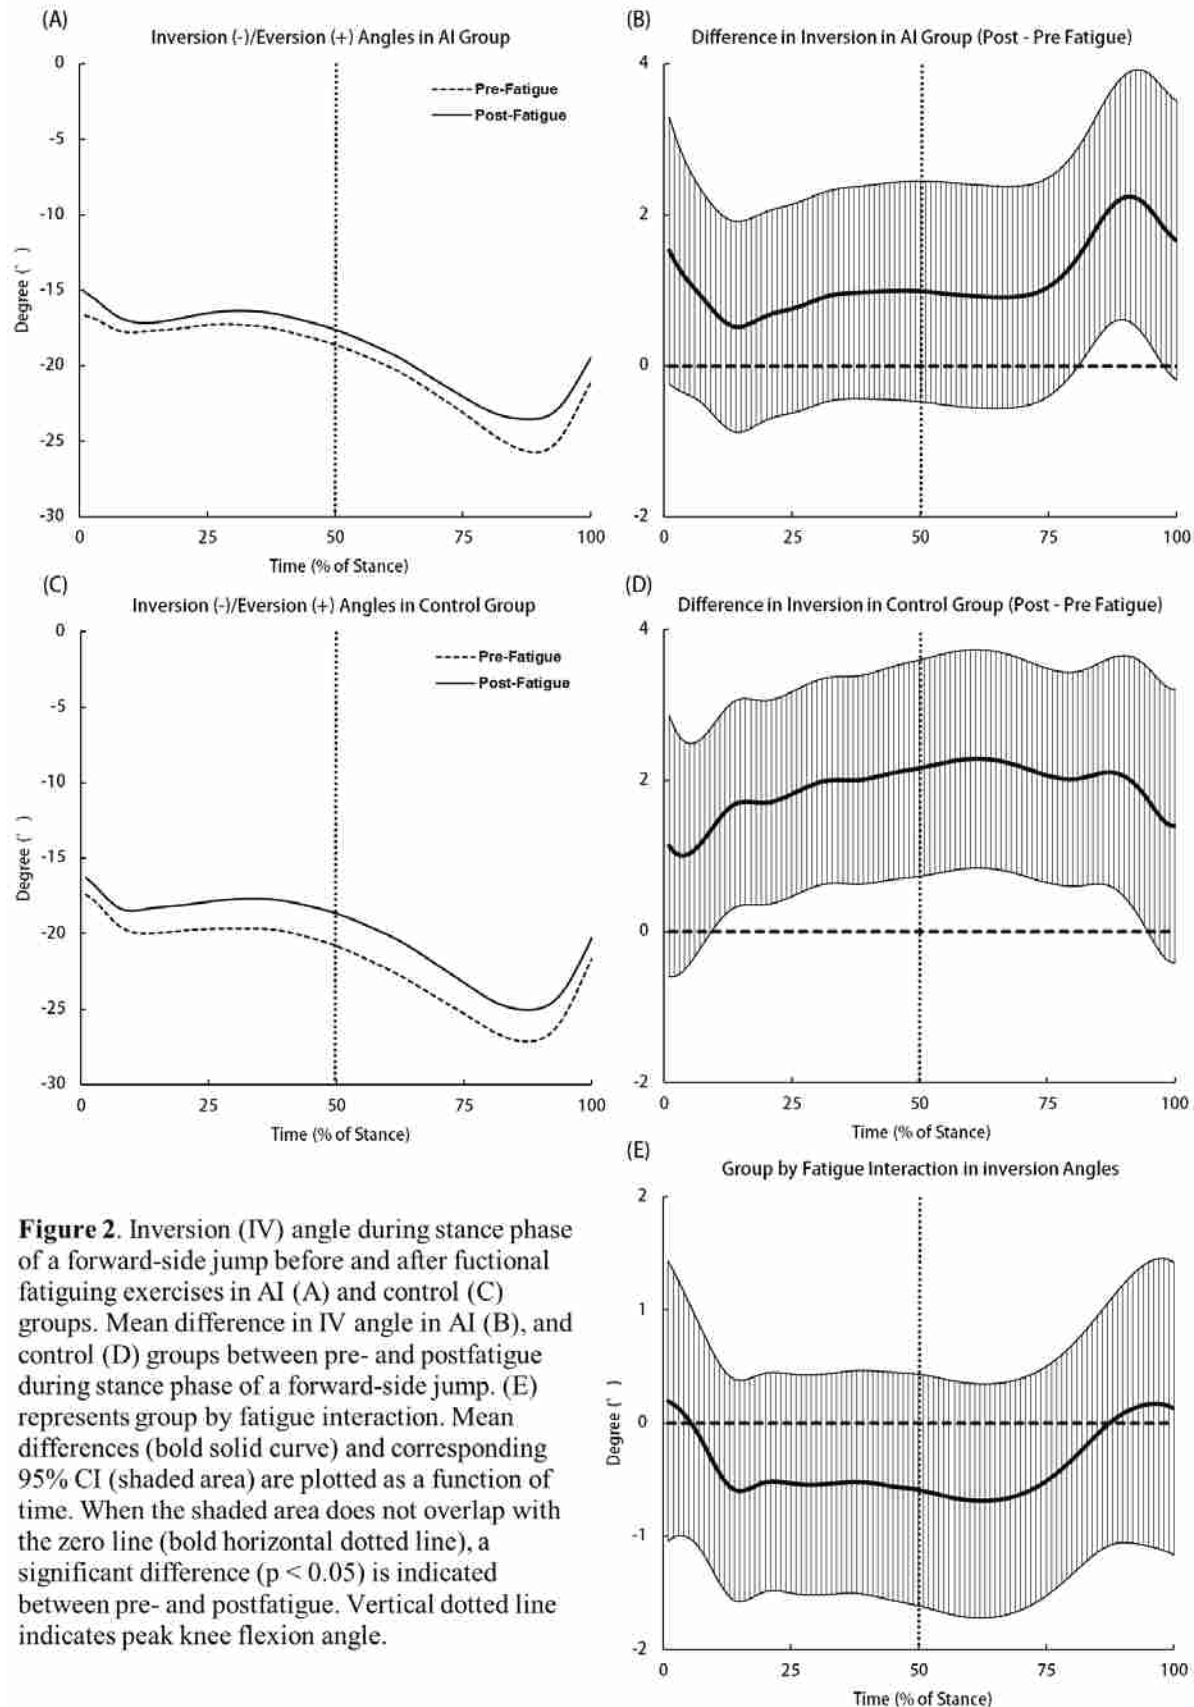 (A)
Inversion (-)/Eversion (+) Angles in AI Group
0
-5
-10
-15
-20
-25
-30
Degree (° )
Pre-Fatigue
Post-Fatigue
0 25 50 75 100
Time (% of Stance)
(B)
Difference in Inversion in AI Group (Post - Pre Fatigue)
4
2
0
-2
0 25 50 75 100
(C)
Inversion (-)/Eversion (+) Angles in Control Group
0
-5
-10
-15
-20
-25
-30
Degree (° )
Pre-Fatigue
Post-Fatigue
0 25 50 75 100
Time (% of Stance)
(D)
Difference in Inversion in Control Group (Post - Pre Fatigue)
4
2
0
-2
0 25 50 75 100
Time (% of Stance)
(E)
Group by Fatigue Interaction in inversion Angles
2
1
0
-1
-2
Degree (° )
0 25 50 75 100
Time (% of Stance)
Figure 2. Inversion (IV) angle during stance phase
of a forward-side jump before and after fuctional
fatiguing exercises in AI (A) and control (C)
groups. Mean difference in IV angle in AI (B), and
control (D) groups between pre- and postfatigue
during stance phase of a forward-side jump. (E)
represents group by fatigue interaction. Mean
differences (bold solid curve) and corresponding
95% CI (shaded area) are plotted as a function of
time. When the shaded area does not overlap with
the zero line (bold horizontal dotted line), a
significant difference (p < 0.05) is indicated
between pre- and postfatigue. Vertical dotted line
indicates peak knee flexion angle.